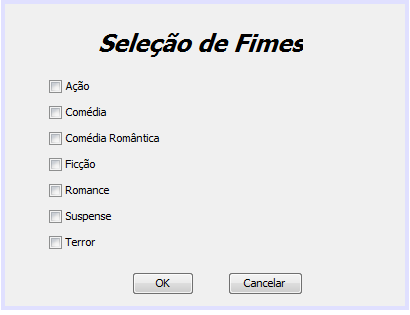 Seleção de Fimes
Ação
Comédia
Comédia Romântica
Ficção
Romance
Suspense
Terror
OK Cancelar